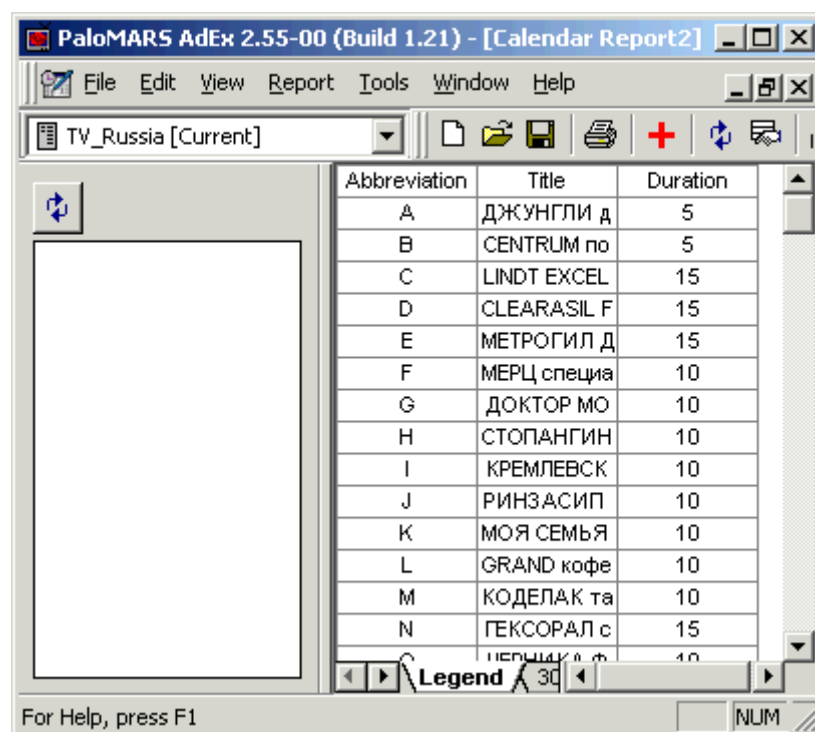 PaloMARS AdEx 2.55-00 (Build 1.21) - [Calendar Report2]
File Edit View Report Tools Window Help
TV_Russia [Current]
Abbreviation Title Duration
A ДЖУНГЛИ д 5
B CENTRUM по 5
C LINDT EXCEL 15
D CLEARASIL F 15
E МЕТРОГИЛ Д 15
F МЕРЦ специа 10
G ДОКТОР МО 10
H СТОПАНГИН 10
I КРЕМЛЕВСК 10
J РИНЗАСИП 10
K МОЯ СЕМЬЯ 10
L GRAND кофе 10
M КОДЕЛАК та 10
N ГЕКСОРАЛ с 15
O ЧЕРНИКА Ф 10
Legend 30
For Help, press F1 NUM